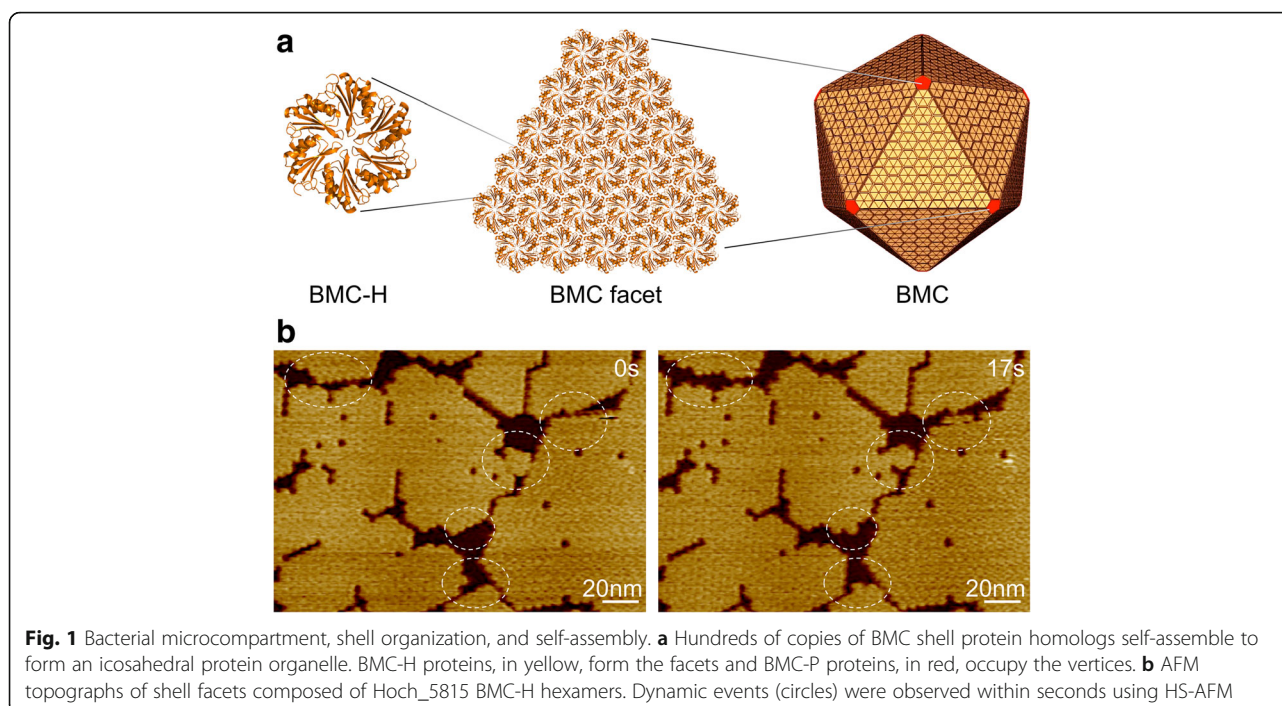 a
BMC-H
BMC facet
BMC
b
0s
17s
20nm
20nm
Fig. 1 Bacterial microcompartment, shell organization, and self-assembly. a Hundreds of copies of BMC shell protein homologs self-assemble to
form an icosahedral protein organelle. BMC-H proteins, in yellow, form the facets and BMC-P proteins, in red, occupy the vertices. b AFM
topographs of shell facets composed of Hoch_5815 BMC-H hexamers. Dynamic events (circles) were observed within seconds using HS-AFM